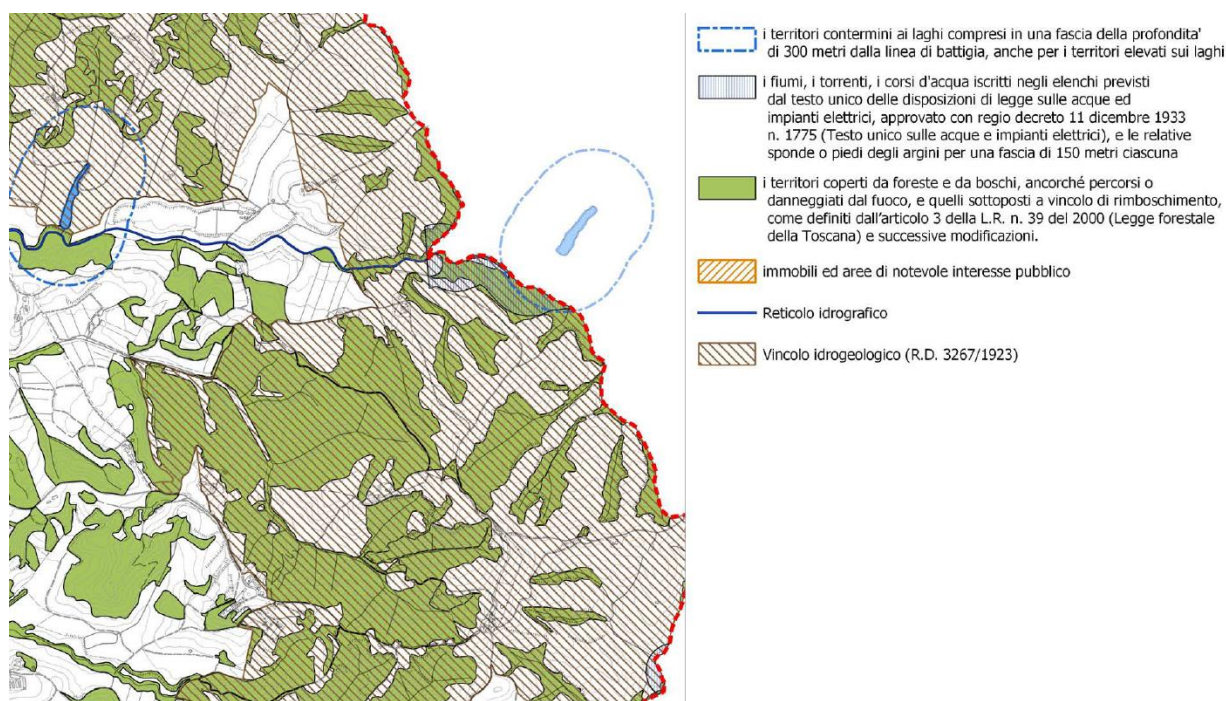 i territori contermini ai laghi compresi in una fascia della profondita'
di 300 metri dalla linea di battigia, anche per i territori elevati sui laghi
i fiumi, i torrenti, i corsi d'acqua iscritti negli elenchi previsti
dal testo unico delle disposizioni di legge sulle acque ed
impianti elettrici, approvato con regio decreto 11 dicembre 1933
n. 1775 (Testo unico sulle acque e impianti elettrici), e le relative
sponde o piedi degli argini per una fascia di 150 metri ciascuna
i territori coperti da foreste e da boschi, ancorché percorsi o
danneggiati dal fuoco, e quelli sottoposti a vincolo di rimboschimento,
come definiti dall'articolo 3 della L.R. n. 39 del 2000 (Legge forestale
della Toscana) e successive modificazioni.
immobili ed aree di notevole interesse pubblico
Reticolo idrografico
Vincolo idrogeologico (R.D. 3267/1923)